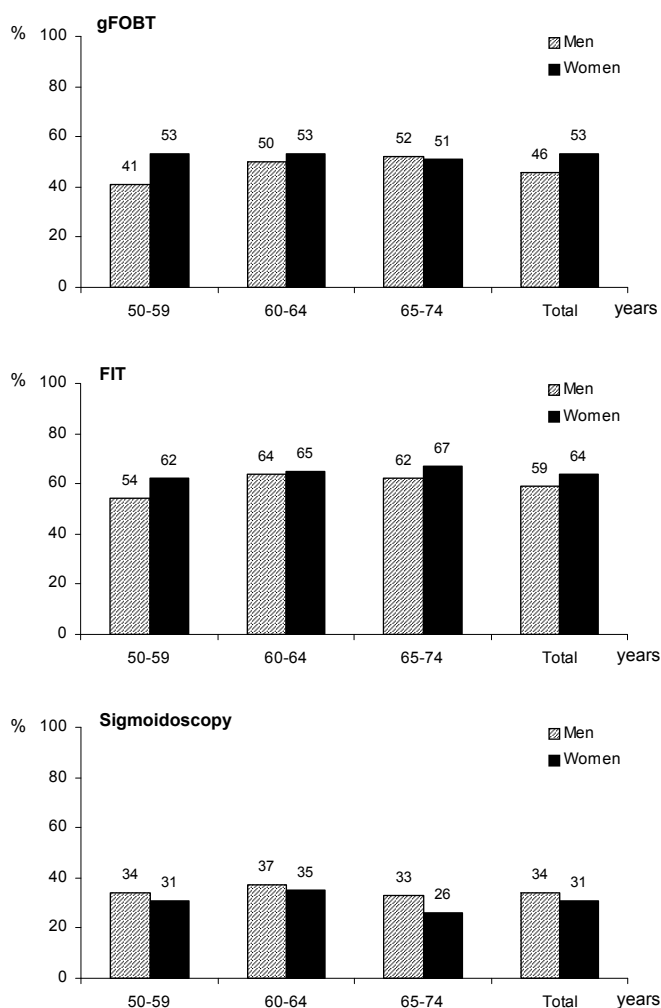 gFOBT
% 100
Men
Women
80
60
53
53
52
51
53
50
46
41
40
20
0
50-59 60-64 65-74 Total years
FIT
% 100
Men
Women
80
54 62 64 65 62 67 59 64
60
40
20
0
50-59 60-64 65-74 Total years
Sigmoidoscopy
% 100
Men
Women
80
60
40
34 31 37 35 33 26 34 31
20
0
50-59 60-64 65-74 Total years